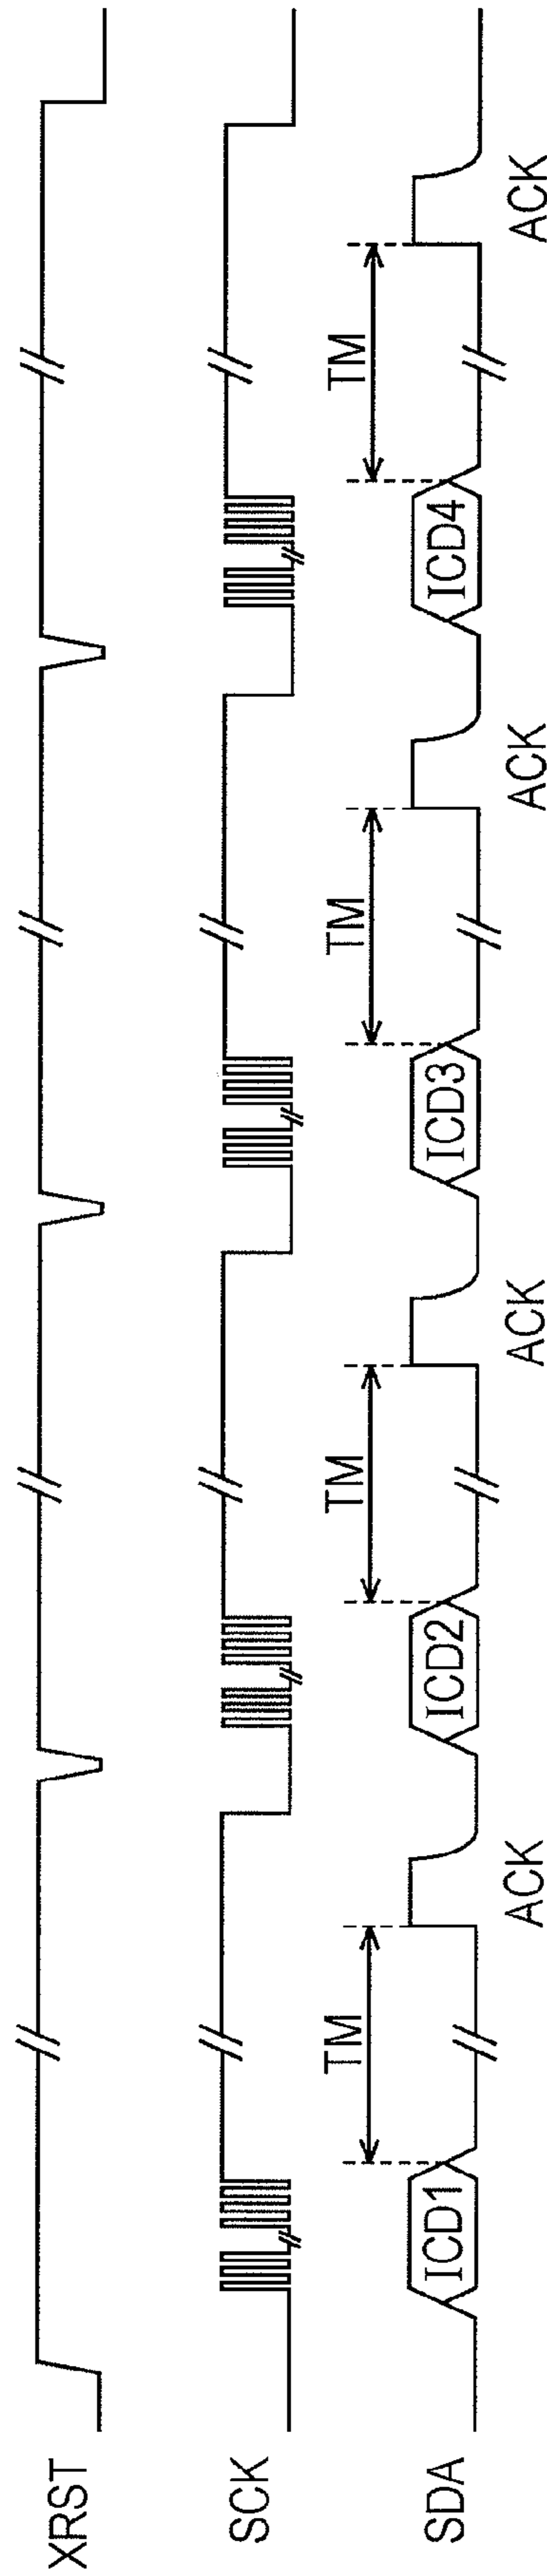 XRST
SCK
TM TM TM TM
SDA
ICD1 ICD2 ICD3 ICD4
ACK ACK ACK ACK